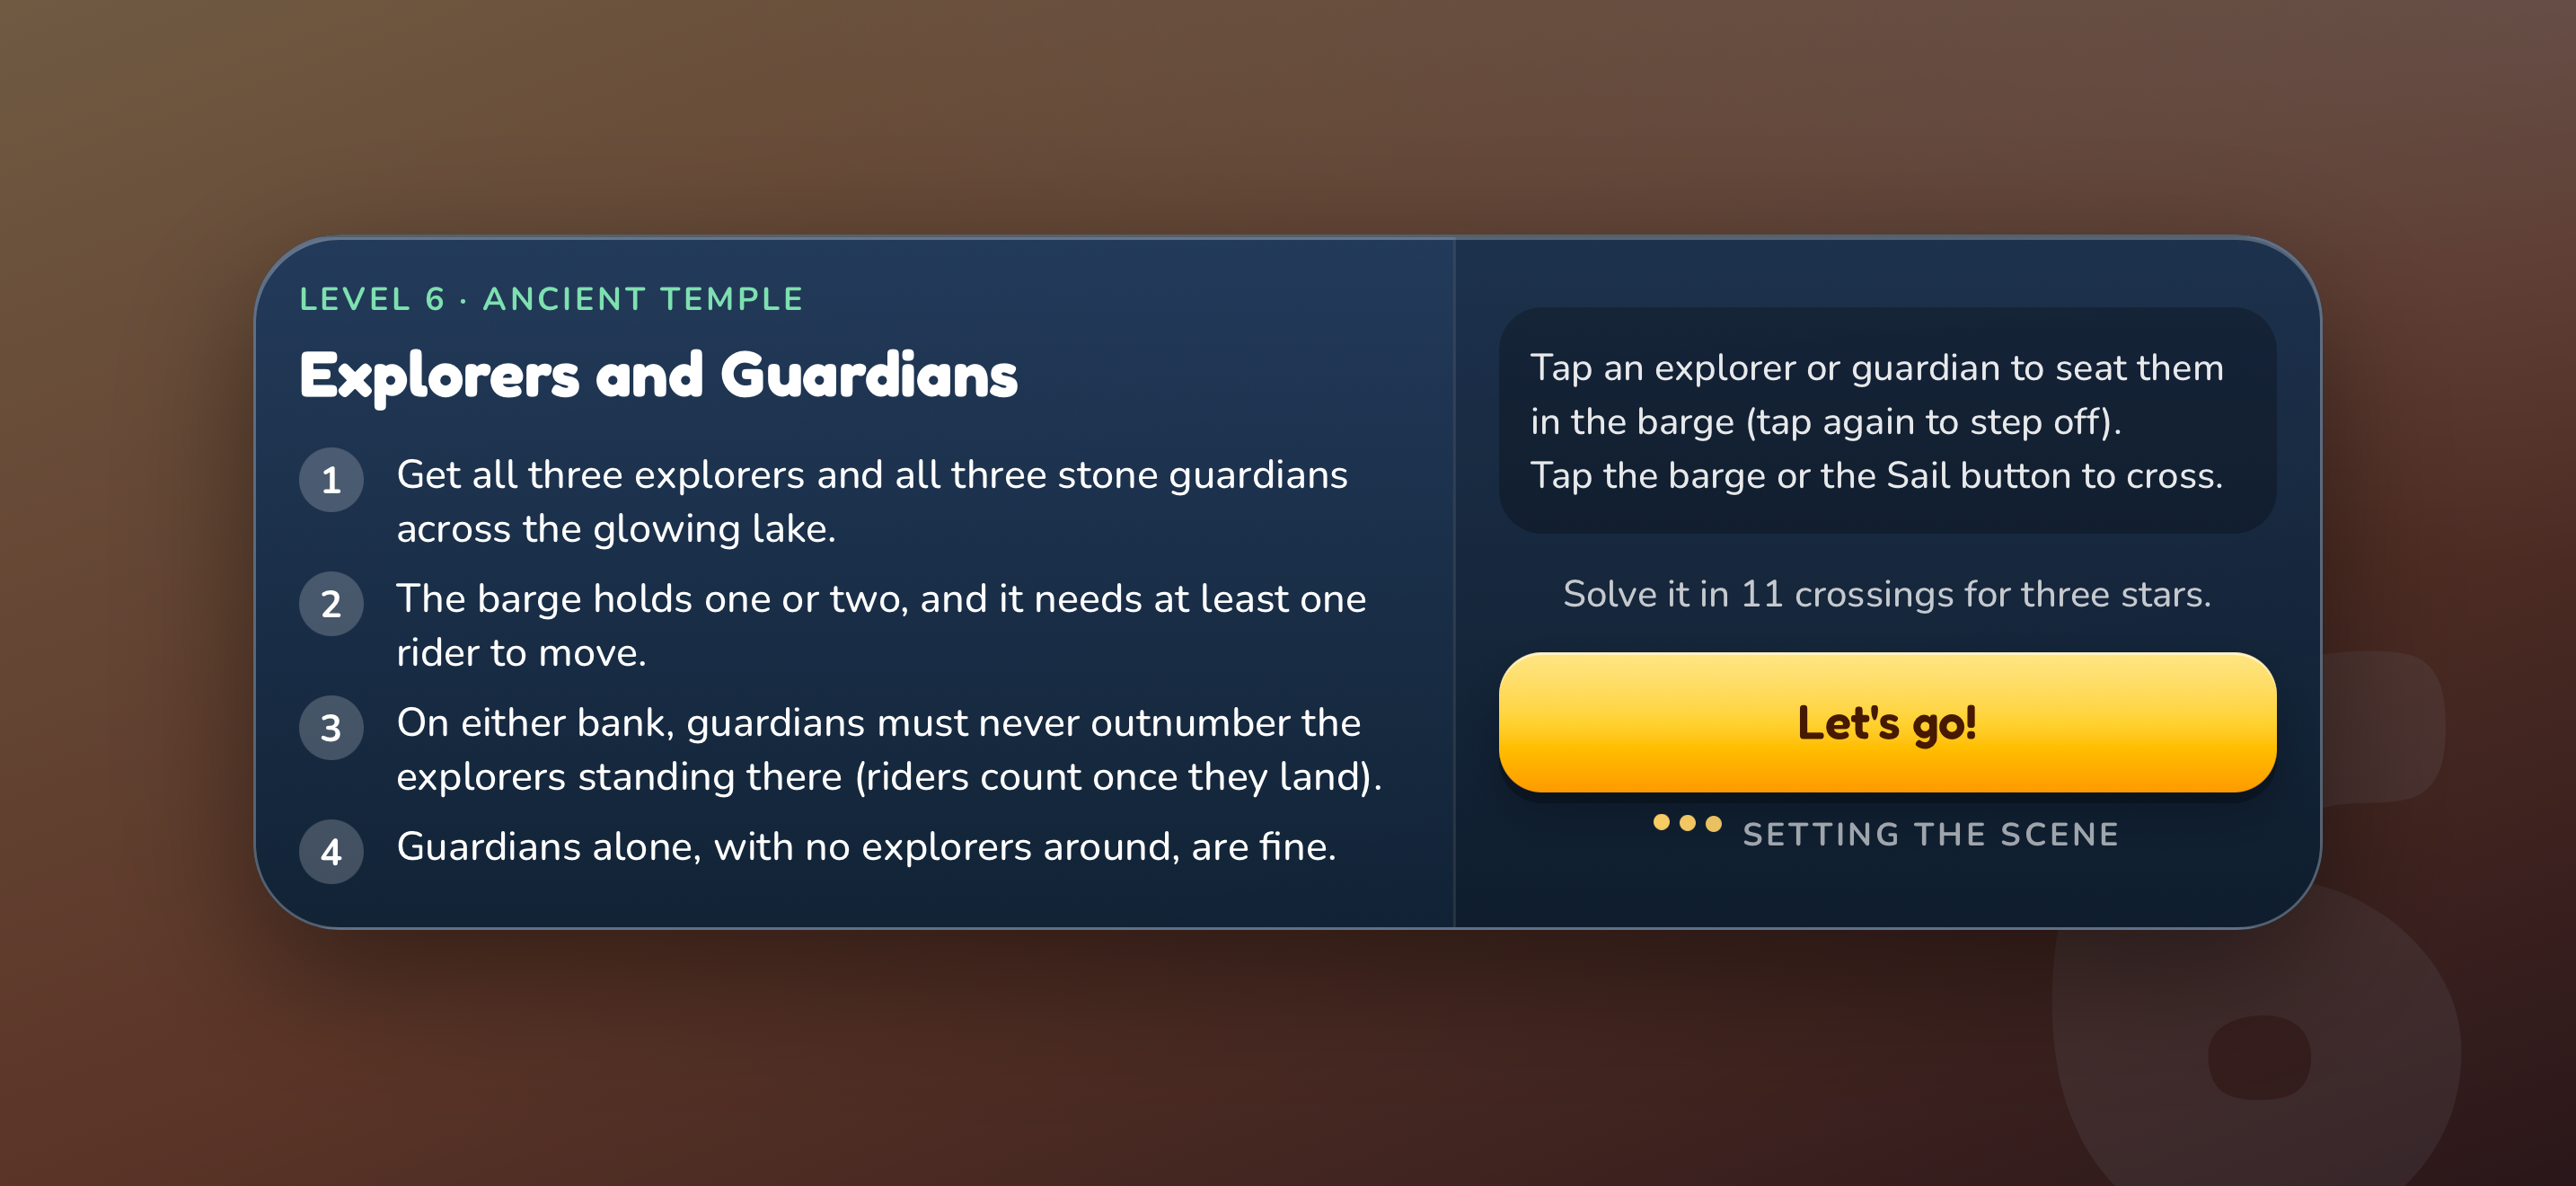 LEVEL 6 · ANCIENT TEMPLE
Explorers and Guardians
1 Get all three explorers and all three stone guardians
across the glowing lake.
2 The barge holds one or two, and it needs at least one
rider to move.
3 On either bank, guardians must never outnumber the
explorers standing there (riders count once they land).
4 Guardians alone, with no explorers around, are fine.
Tap an explorer or guardian to seat them
in the barge (tap again to step off).
Tap the barge or the Sail button to cross.
Solve it in 11 crossings for three stars.
Let's go!
SETTING THE SCENE
6